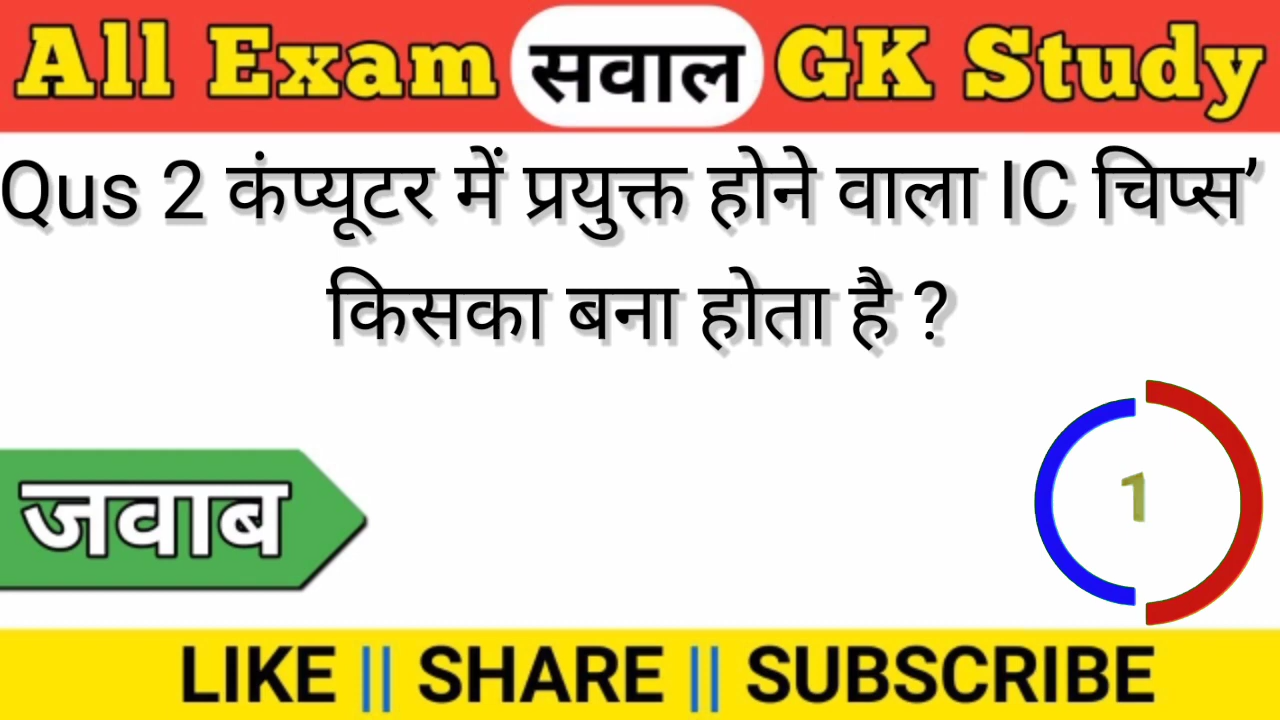 All Exam सवाल GK Study
Qus 2 कंप्यूटर में प्रयुक्त होने वाला IC चिप्स’
किसका बना होता है ?
जवाब
1
LIKE || SHARE || SUBSCRIBE